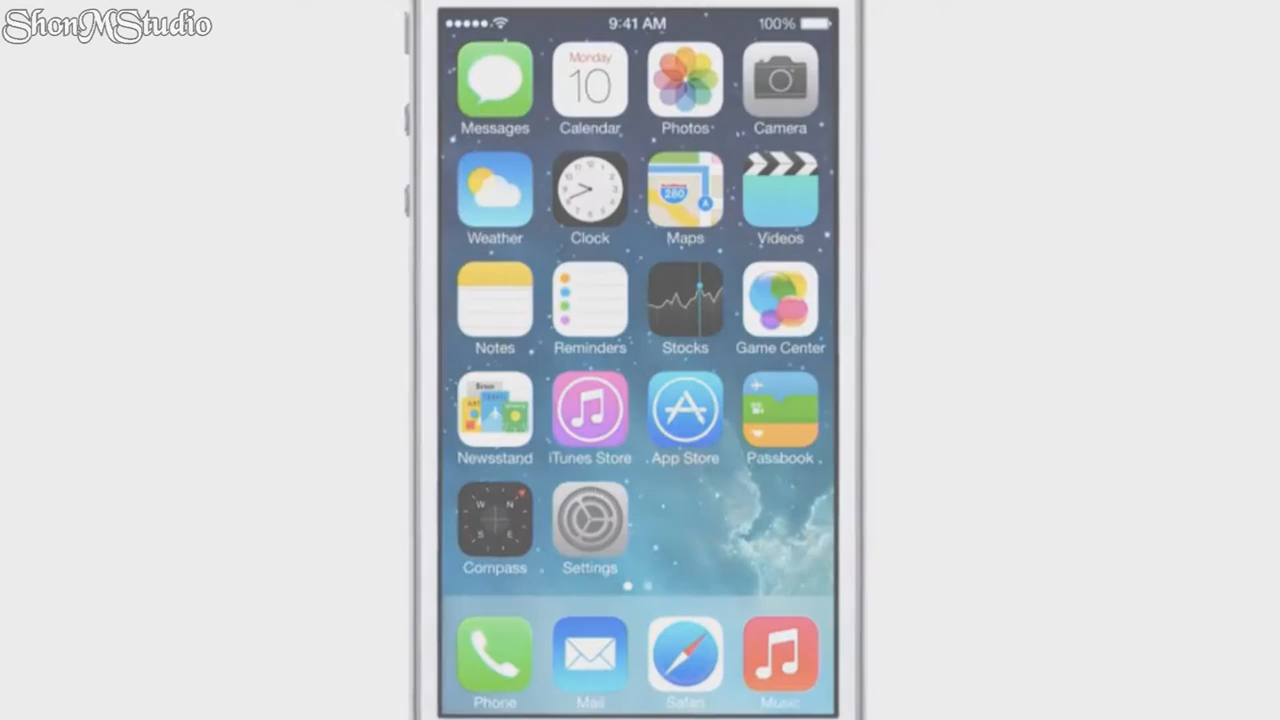 ShonMStudio
9:41 AM 100%
Monday
10
Messages Calendar Photos Camera
280
Weather Clock Maps Videos
Notes Reminders Stocks Game Center
Newsstand iTunes Store App Store Passbook
W N
S E
Compass Settings
Phone Mail Safari Music